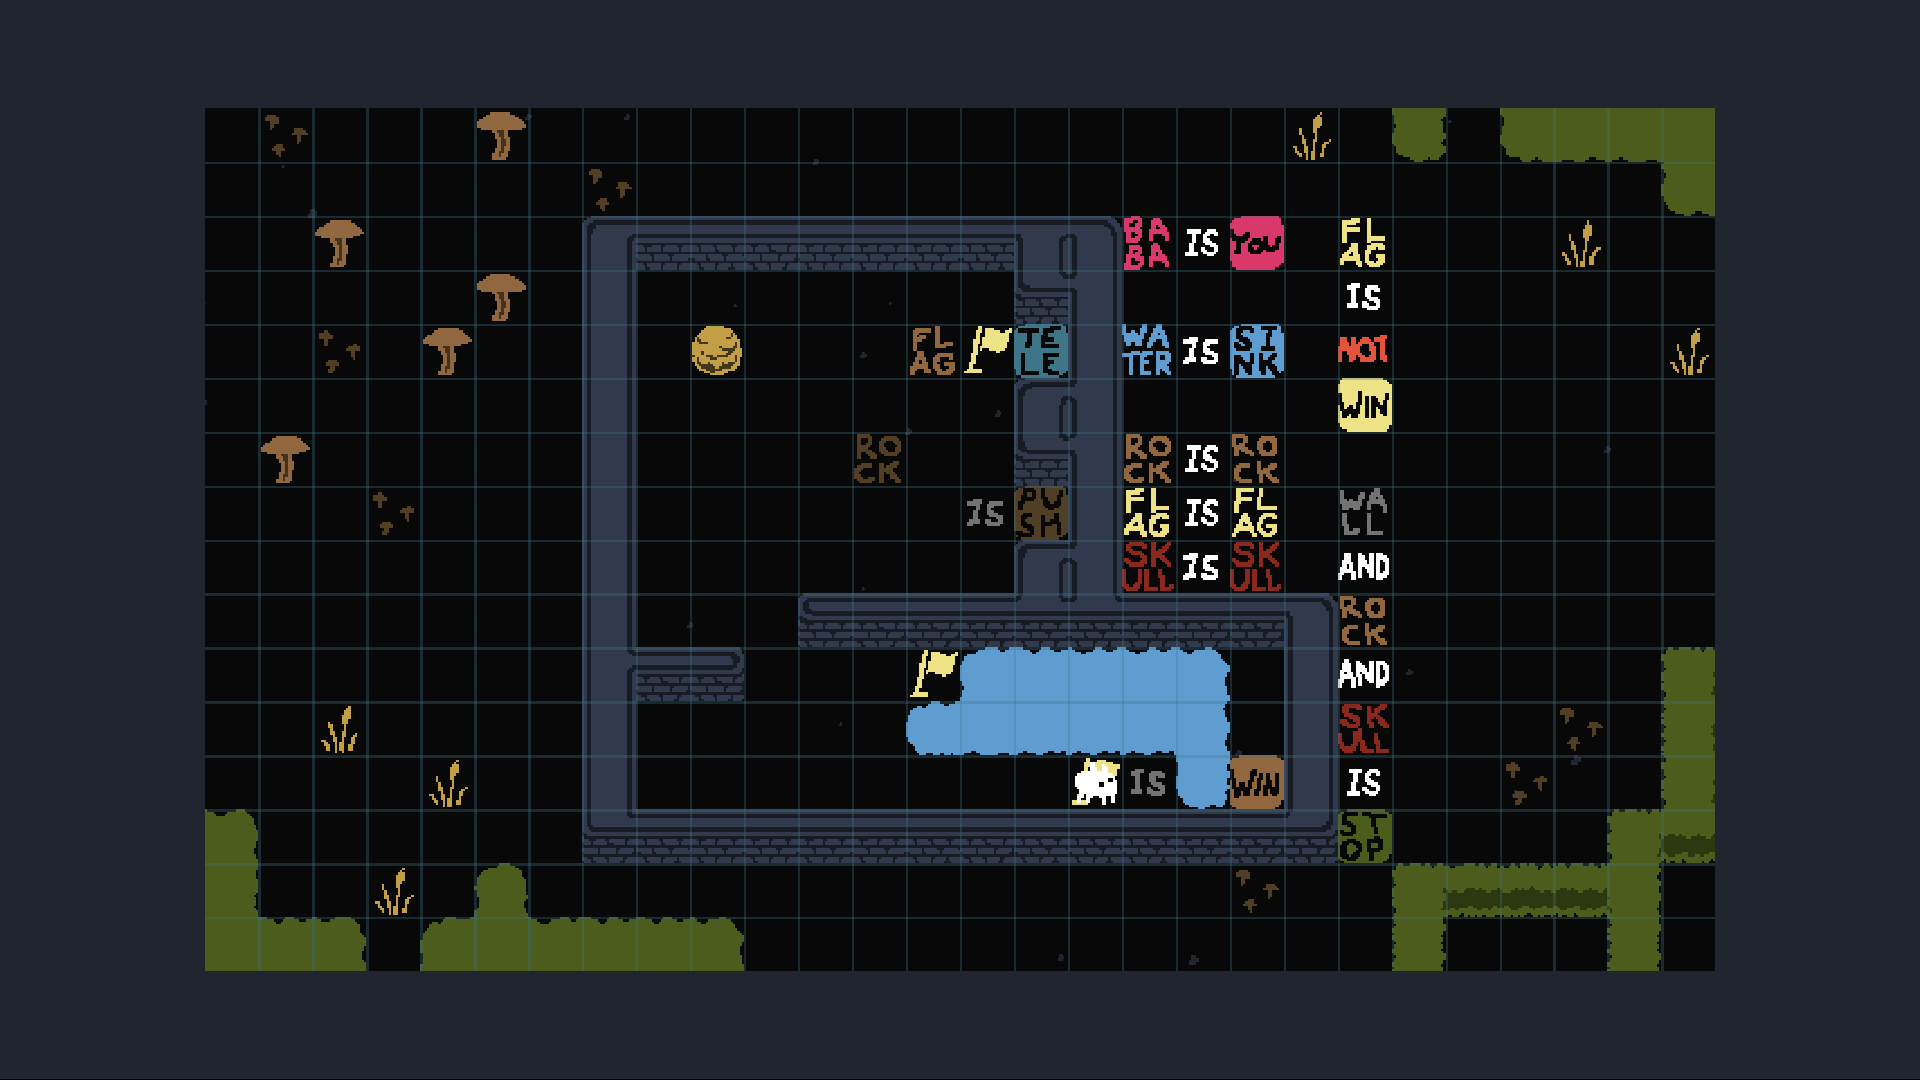 BABA IS YOU
FLAG
IS
NOT
WIN
FLAG
TELE
WATER IS SINK
ROCK
ROCK IS ROCK
IS PUSH
FLAG IS FLAG
SKULL IS SKULL
WALL
AND
ROCK
AND
SKULL
IS
STOP
IS
WIN